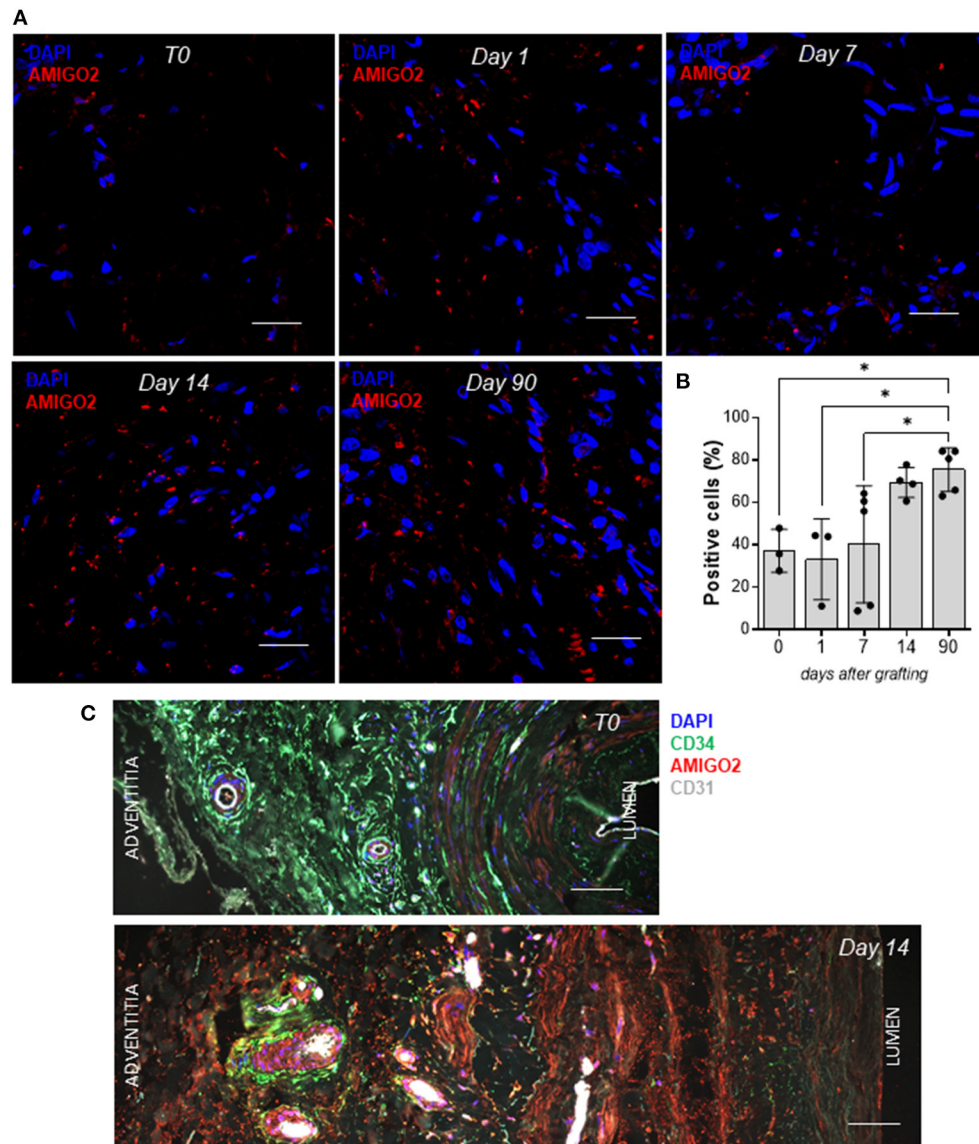 A
DAPI
AMIGO2
T0
DAPI
AMIGO2
Day 1
DAPI
AMIGO2
Day 7
DAPI
AMIGO2
Day 14
DAPI
AMIGO2
Day 90
B
*
*
*
100
80
60
40
20
0
Positive cells (%)
0 1 7 14 90
days after grafting
C
ADVENTITIA
T0
LUMEN
DAPI
CD34
AMIGO2
CD31
ADVENTITIA
Day 14
LUMEN